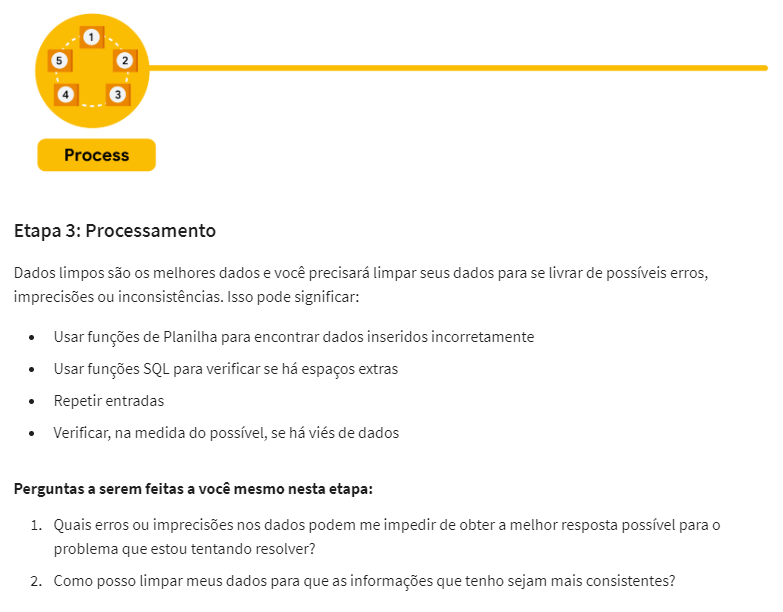 1
5
2
4
3
Process
Etapa 3: Processamento
Dados limpos são os melhores dados e você precisará limpar seus dados para se livrar de possíveis erros,
imprecisões ou inconsistências. Isso pode significar:
• Usar funções de Planilha para encontrar dados inseridos incorretamente
• Usar funções SQL para verificar se há espaços extras
• Repetir entradas
• Verificar, na medida do possível, se há viés de dados
Perguntas a serem feitas a você mesmo nesta etapa:
1. Quais erros ou imprecisões nos dados podem me impedir de obter a melhor resposta possível para o
problema que estou tentando resolver?
2. Como posso limpar meus dados para que as informações que tenho sejam mais consistentes?